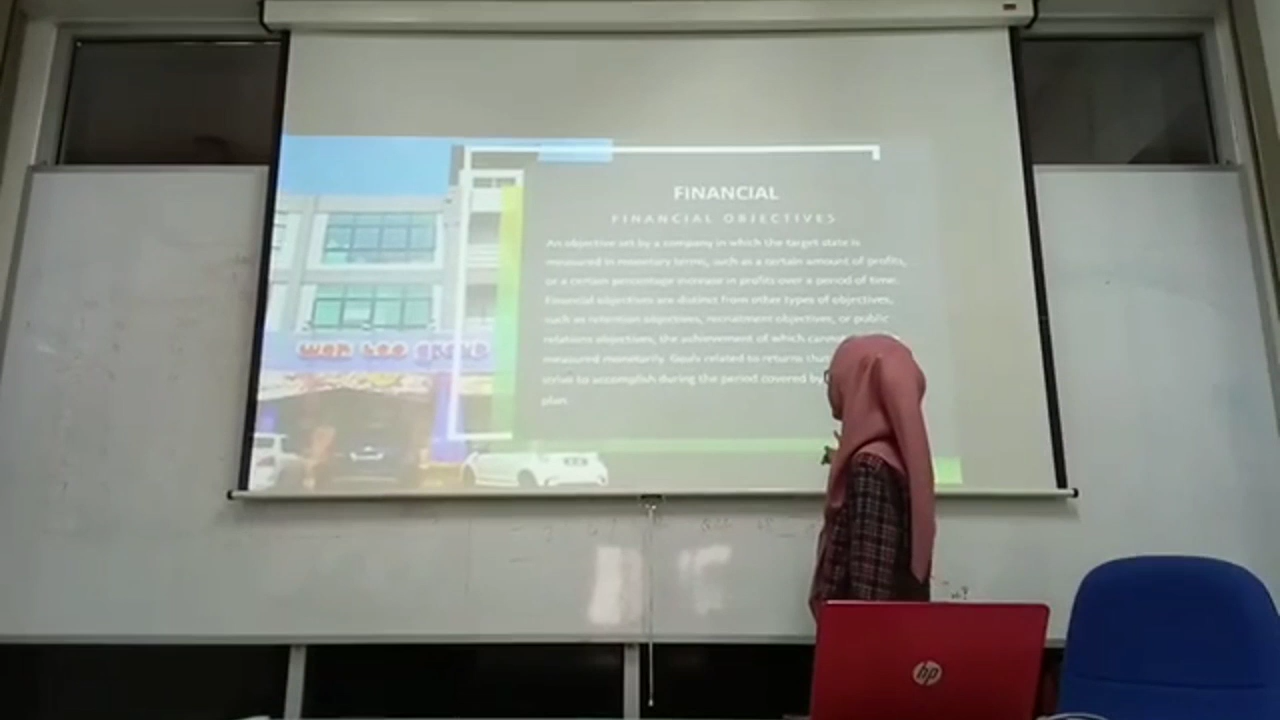 FINANCIAL
FINANCIAL OBJECTIVES
An objective set by a company in which the target state is
measured in monetary terms, such as a certain amount of profits,
or a certain percentage increase in profits over a period of time.
Financial objectives are distinct from other types of objectives,
such as retention objectives, recruitment objectives, or public
relations objectives, the achievement of which
measured monetarily. Goals related to returns
strive to accomplish during the period covered by
plan.
GROUP
hp